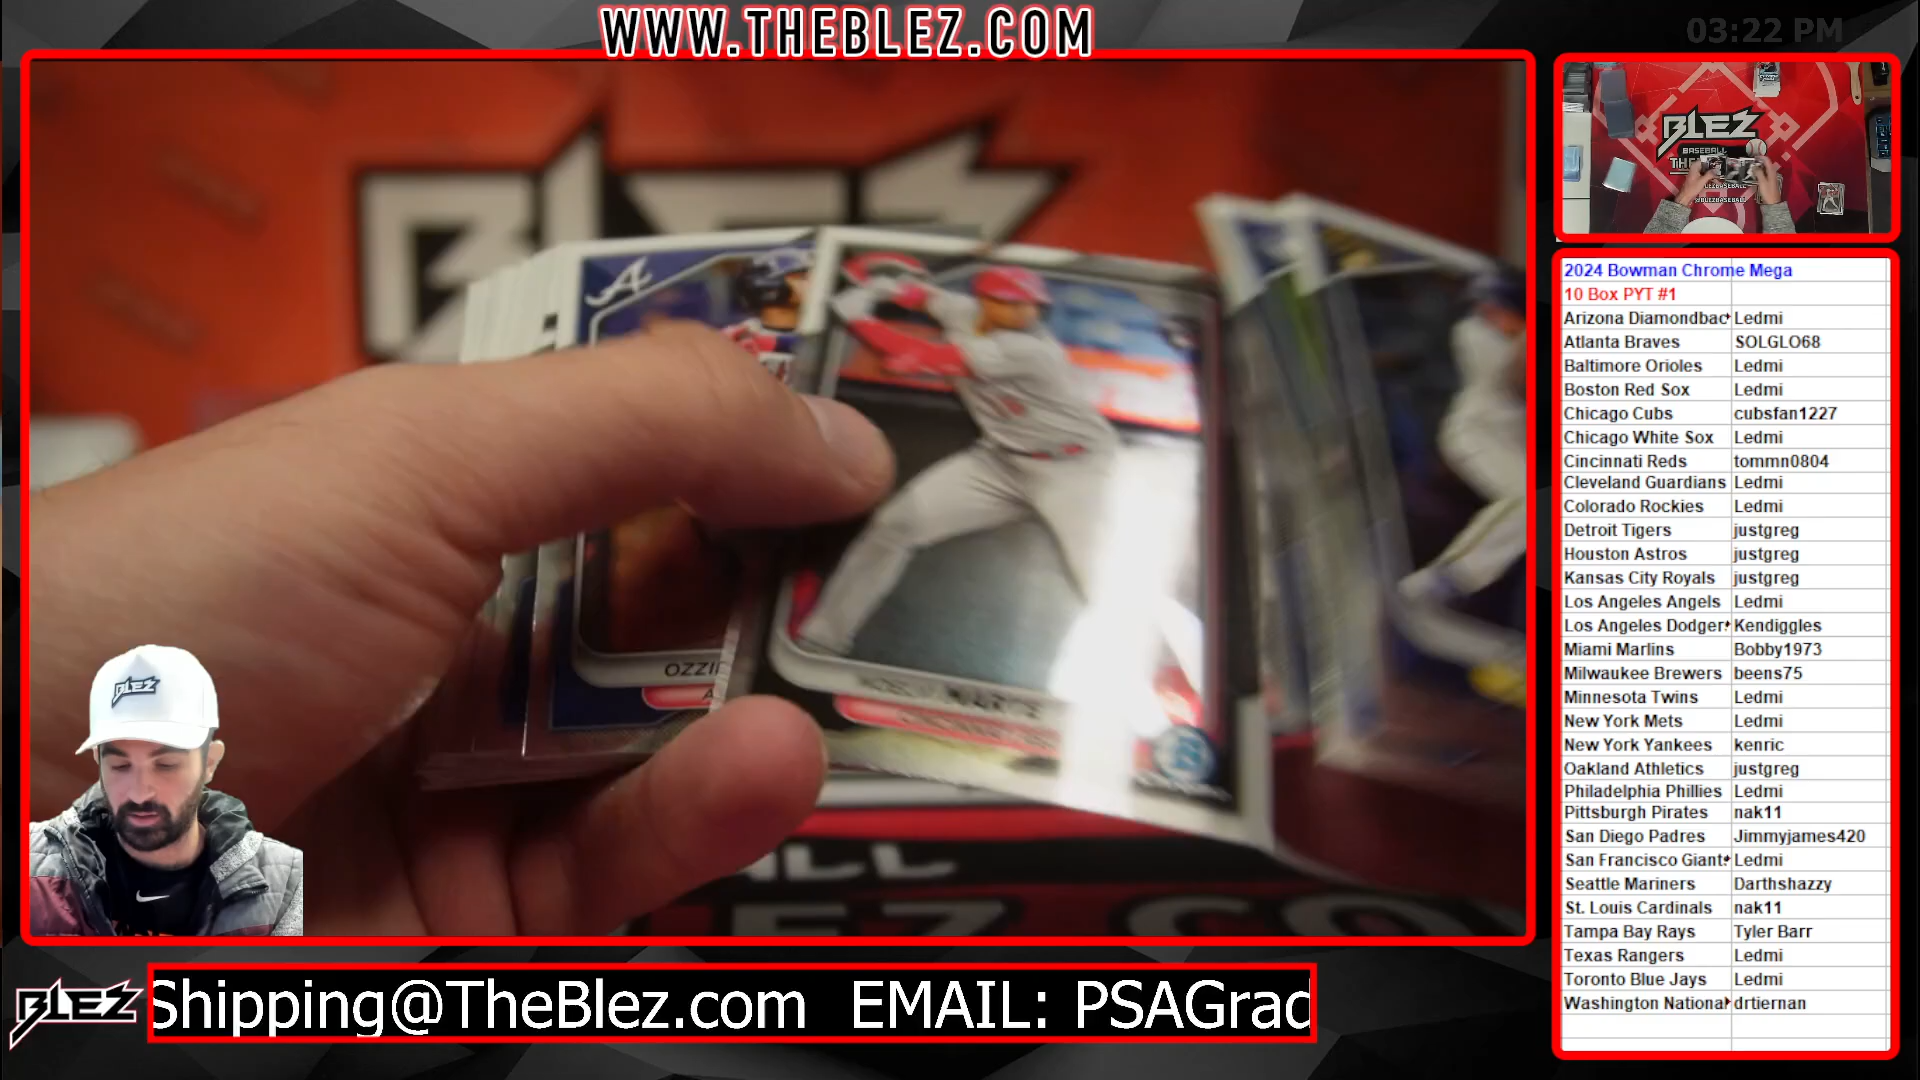 WWW.THEBLEZ.COM
03:22 PM
BLEZ
BLEZ
BASEBALL
A
OZZIE
2024 Bowman Chrome Mega
10 Box PYT #1
Arizona Diamondbac Ledmi
Atlanta Braves SOLGLO68
Baltimore Orioles Ledmi
Boston Red Sox Ledmi
Chicago Cubs cubsfan1227
Chicago White Sox Ledmi
Cincinnati Reds tommn0804
Cleveland Guardians Ledmi
Colorado Rockies Ledmi
Detroit Tigers justgreg
Houston Astros justgreg
Kansas City Royals justgreg
Los Angeles Angels Ledmi
Los Angeles Dodger Kendiggles
Miami Marlins Bobby1973
Milwaukee Brewers beens75
Minnesota Twins Ledmi
New York Mets Ledmi
New York Yankees kenric
Oakland Athletics justgreg
Philadelphia Phillies Ledmi
Pittsburgh Pirates nak11
San Diego Padres Jimmyjames420
San Francisco Giant Ledmi
Seattle Mariners Darthshazzy
St. Louis Cardinals nak11
Tampa Bay Rays Tyler Barr
Texas Rangers Ledmi
Toronto Blue Jays Ledmi
Washington National drtiernan
BLEZ
BLEZ
Shipping@TheBlez.com EMAIL: PSAGrad